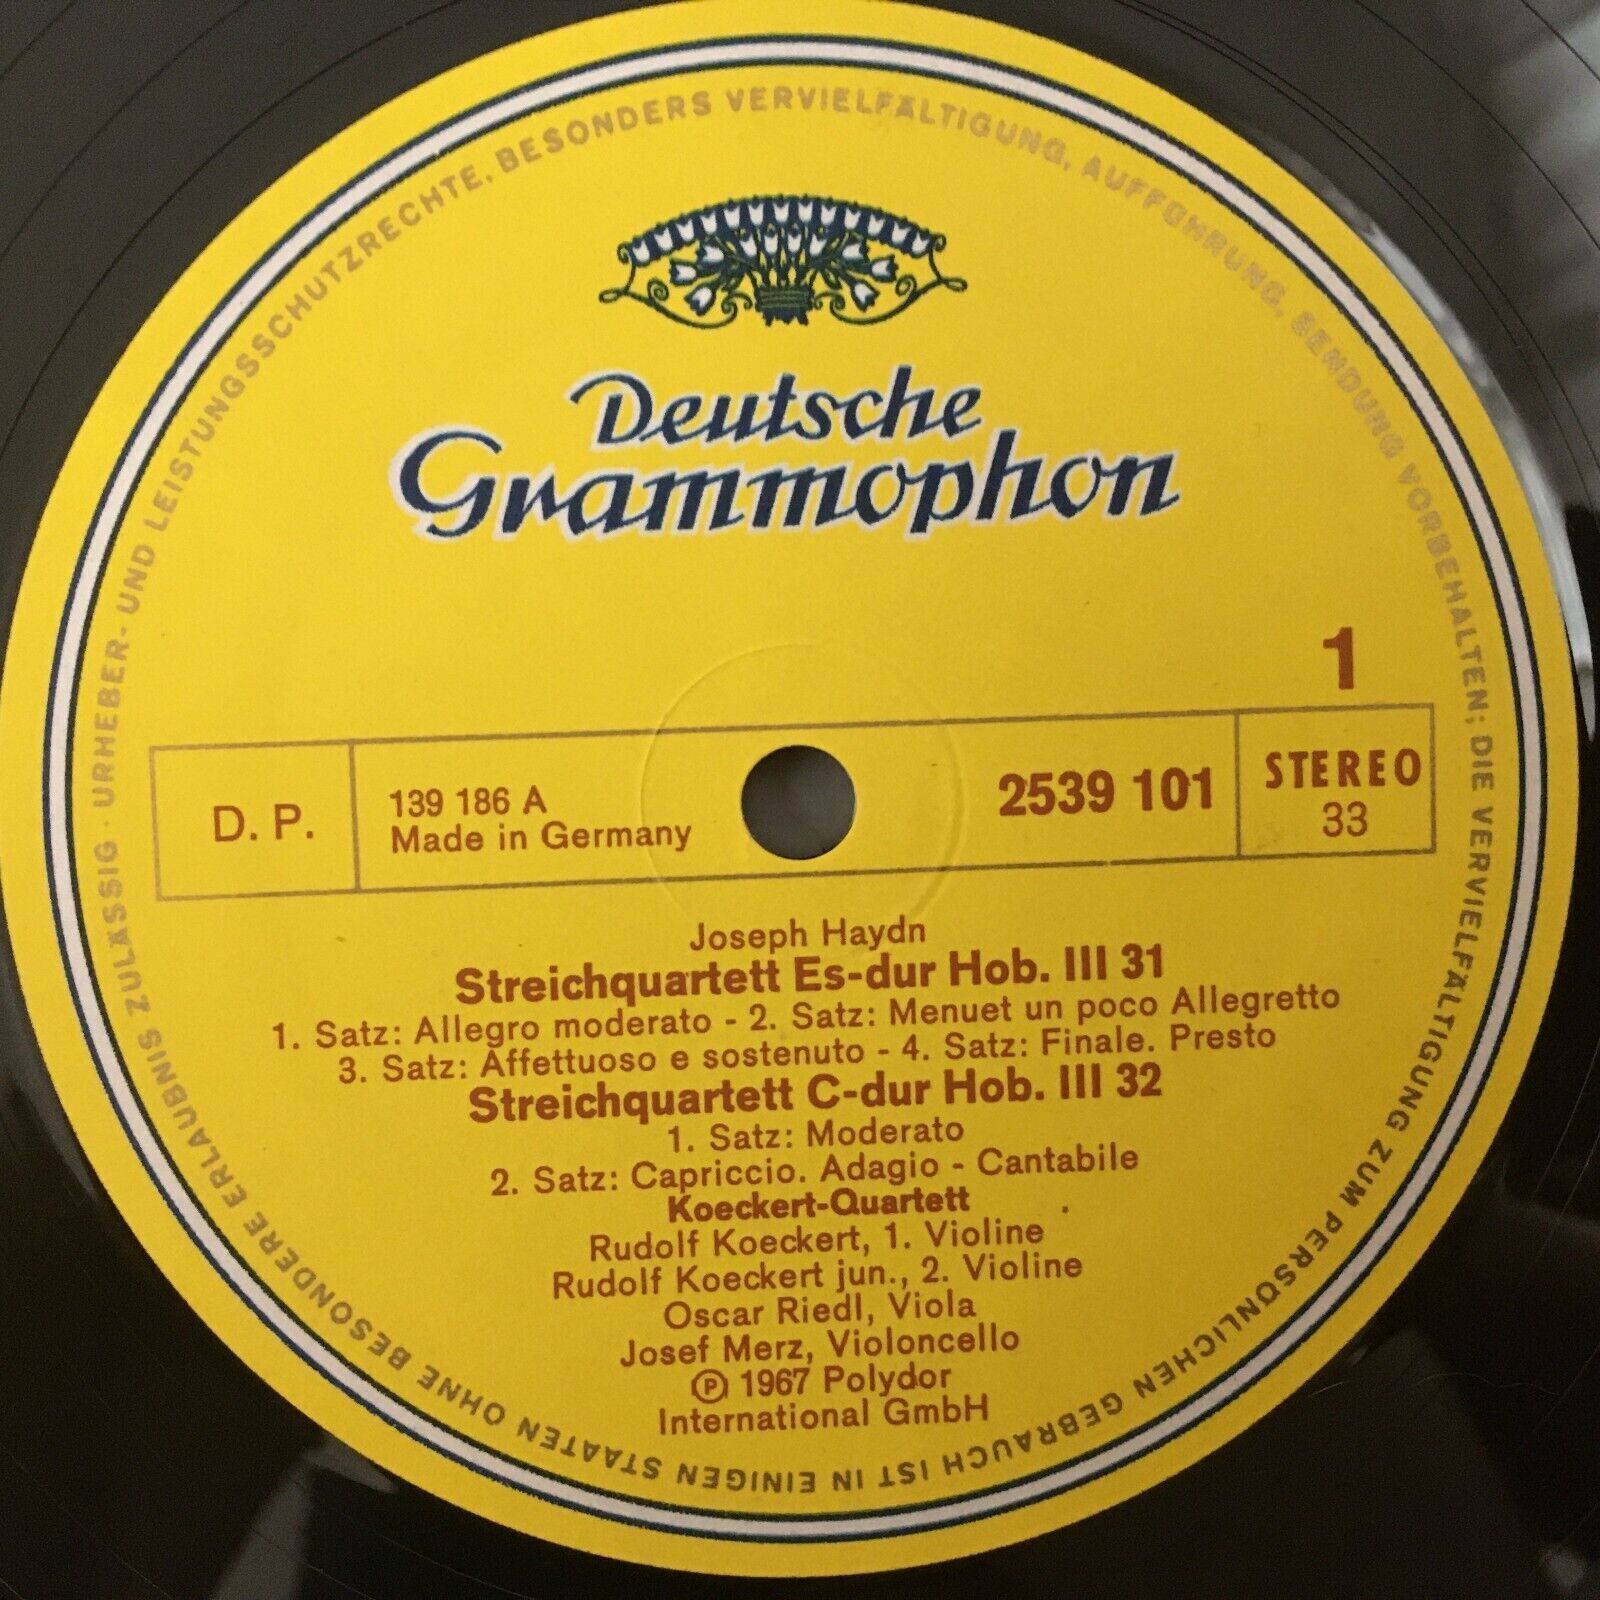 URHEBER- UND LEISTUNGSSCHUTZRECHTE, BESONDERS VERVIELFÄLTIGUNG, AUFFÜHRUNG, SENDUNG VORBEHALTEN; DIE VERVIELFÄLTIGUNG ZUM PERSÖNLICHEN GEBRAUCH IST IN EINIGEN STAATEN OHNE BESONDERE ERLAUBNIS ZULÄSSIG ·
Deutsche
Grammophon
1
D. P.
139 186 A
Made in Germany
2539 101
STEREO
33
Joseph Haydn
Streichquartett Es-dur Hob. III 31
1. Satz: Allegro moderato - 2. Satz: Menuet un poco Allegretto
3. Satz: Affettuoso e sostenuto - 4. Satz: Finale. Presto
Streichquartett C-dur Hob. III 32
1. Satz: Moderato
2. Satz: Capriccio. Adagio - Cantabile
Koeckert-Quartett
Rudolf Koeckert, 1. Violine
Rudolf Koeckert jun., 2. Violine
Oscar Riedl, Viola
Josef Merz, Violoncello
℗ 1967 Polydor
International GmbH